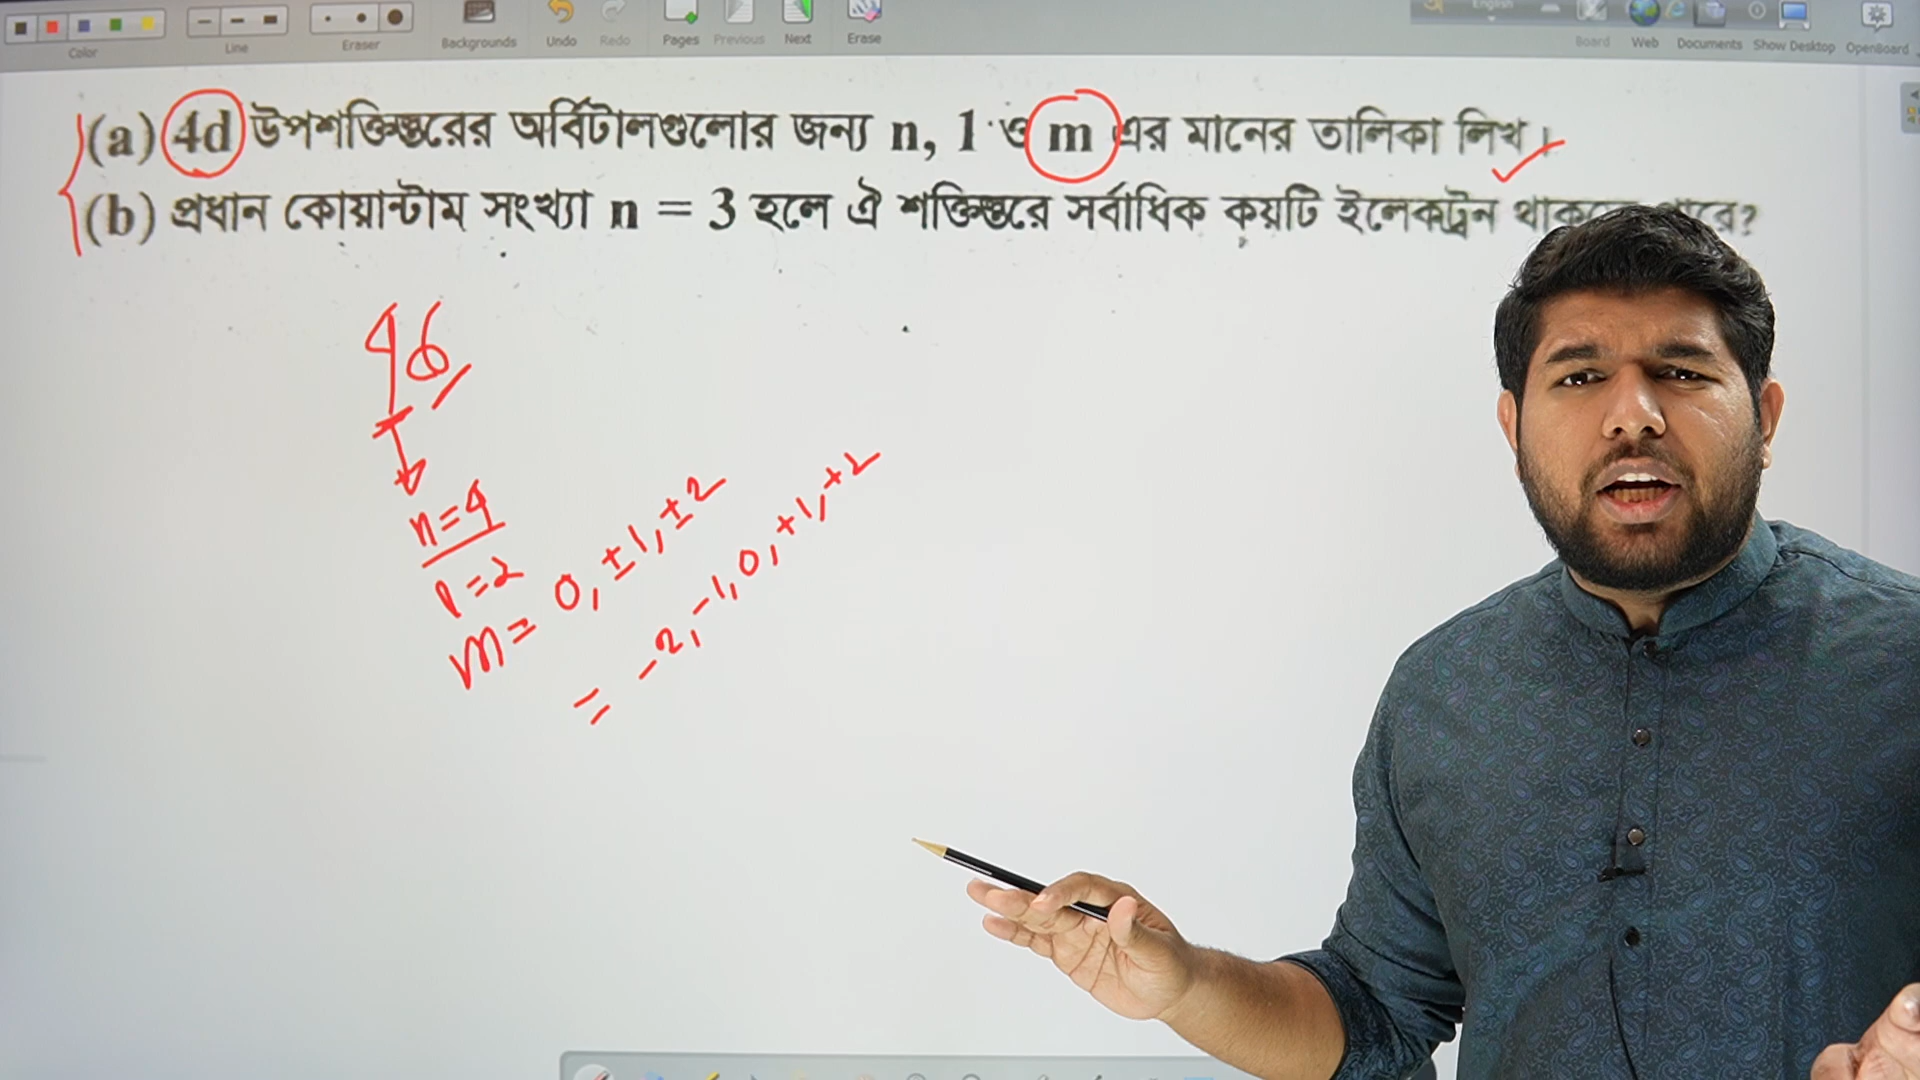 Color
Line
Eraser
Backgrounds
Undo
Redo
Pages
Previous
Next
Erase
English
Board
Web
Documents
Show Desktop
OpenBoard
(a) 4d উপশক্তিস্তরের অর্বিটালগুলোর জন্য n, 1 ও m এর মানের তালিকা লিখ।
(b) প্রধান কোয়ান্টাম সংখ্যা n = 3 হলে ঐ শক্তিস্তরে সর্বাধিক কয়টি ইলেকট্রন
n=4
l=2
m= 0, ±1, ±2
= -2, -1, 0, +1, +2